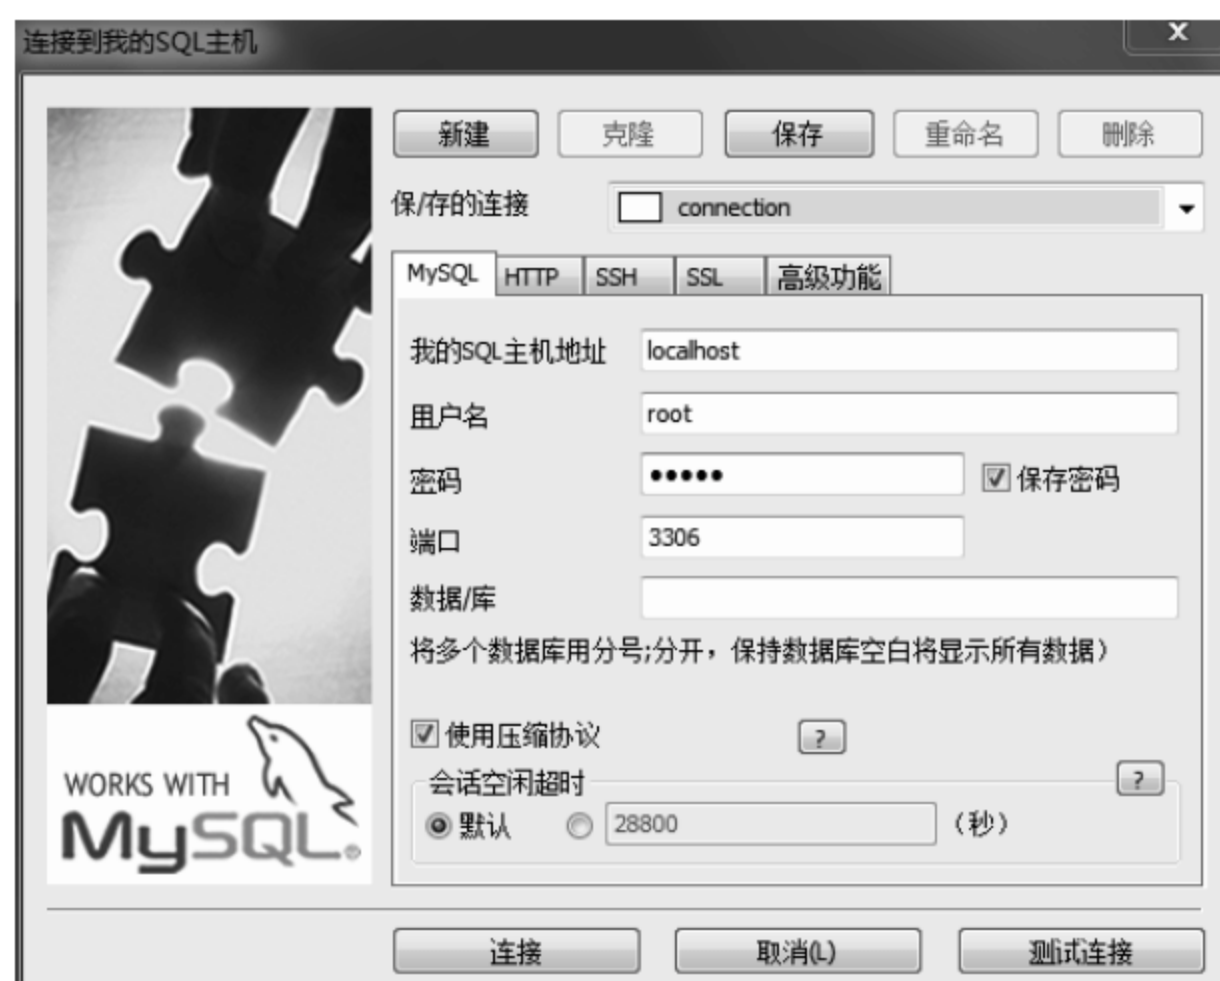 连接到我的SQL主机
X
新建 克隆 保存 重命名 删除
保/存的连接 connection
MySQL HTTP SSH SSL 高级功能
我的SQL主机地址 localhost
用户名 root
密码 ••••• 保存密码
端口 3306
数据/库
将多个数据库用分号;分开，保持数据库空白将显示所有数据）
使用压缩协议 ?
会话空闲超时 ?
默认 28800 （秒）
WORKS WITH
MySQL®
连接 取消(L) 测试连接